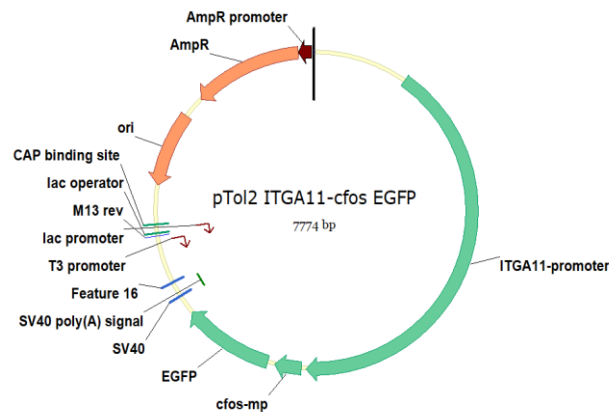 AmpR promoter
AmpR
ori
CAP binding site
lac operator
M13 rev
lac promoter
T3 promoter
Feature 16
SV40 poly(A) signal
SV40
EGFP
cfos-mp
ITGA11-promoter
pTol2 ITGA11-cfos EGFP
7774 bp